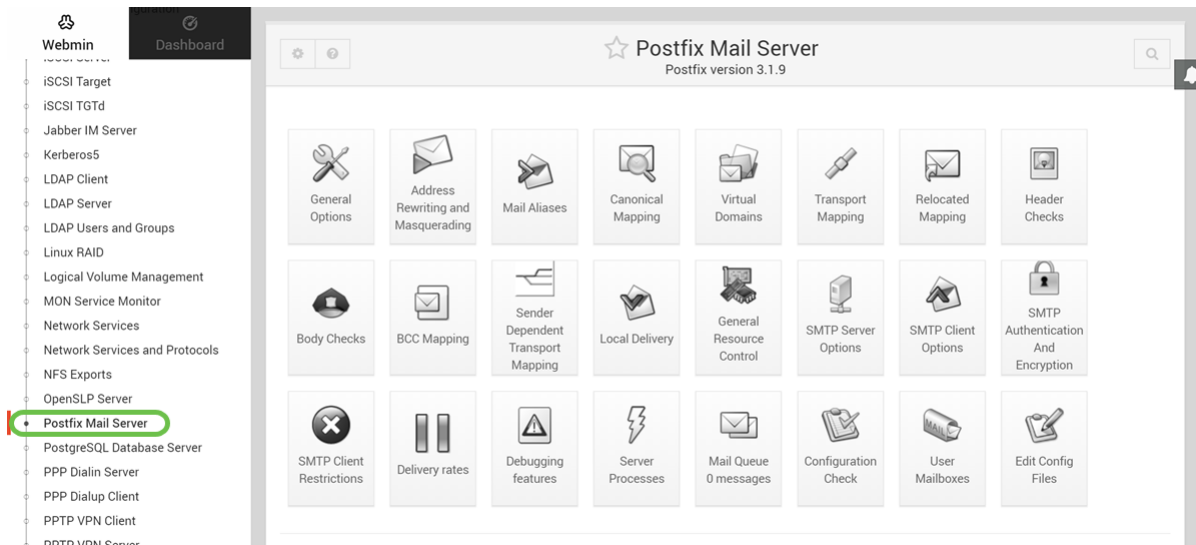 Webmin
Dashboard
iSCSI Target
iSCSI TGTd
Jabber IM Server
Kerberos5
LDAP Client
LDAP Server
LDAP Users and Groups
Linux RAID
Logical Volume Management
MON Service Monitor
Network Services
Network Services and Protocols
NFS Exports
OpenSLP Server
Postfix Mail Server
PostgreSQL Database Server
PPP Dialin Server
PPP Dialup Client
PPTP VPN Client
PPTP VPN Server
Postfix Mail Server
Postfix version 3.1.9
General
Options
Address
Rewriting and
Masquerading
Mail Aliases
Canonical
Mapping
Virtual
Domains
Transport
Mapping
Relocated
Mapping
Header
Checks
Body Checks
BCC Mapping
Sender
Dependent
Transport
Mapping
Local Delivery
General
Resource
Control
SMTP Server
Options
SMTP Client
Options
SMTP
Authentication
And
Encryption
SMTP Client
Restrictions
Delivery rates
Debugging
features
Server
Processes
Mail Queue
0 messages
Configuration
Check
MAIL
User
Mailboxes
Edit Config
Files